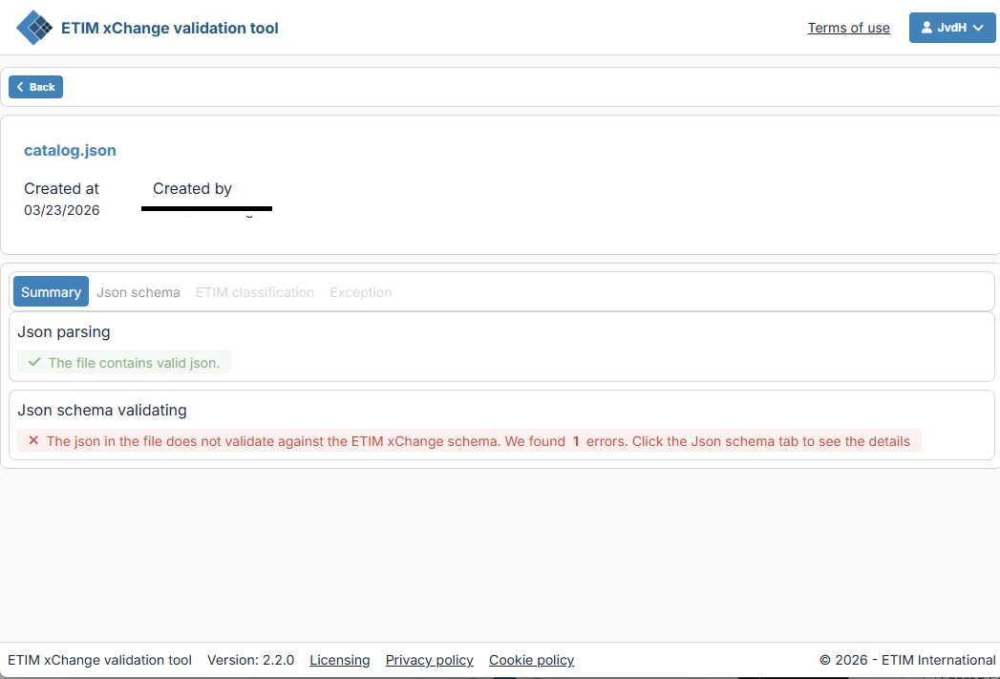 ETIM xChange validation tool
Terms of use
JvdH
Back
catalog.json
Created at
Created by
03/23/2026
Summary
Json schema
ETIM classification
Exception
Json parsing
The file contains valid json.
Json schema validating
The json in the file does not validate against the ETIM xChange schema. We found 1 errors. Click the Json schema tab to see the details
ETIM xChange validation tool
Version: 2.2.0
Licensing
Privacy policy
Cookie policy
© 2026 - ETIM International